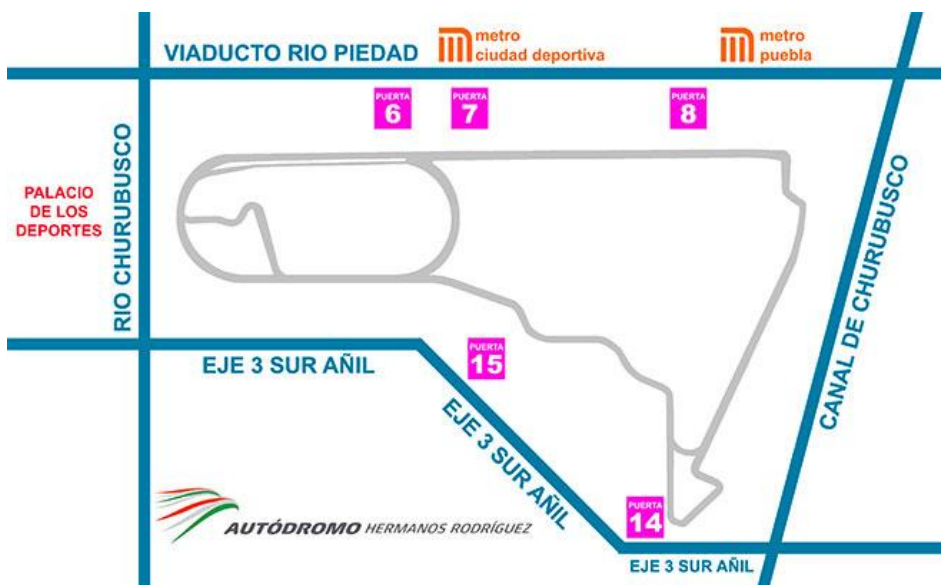 metro
ciudad deportiva
metro
puebla
VIADUCTO RIO PIEDAD
PUERTA
6
PUERTA
7
PUERTA
8
PALACIO
DE LOS
DEPORTES
RIO CHURUBUSCO
CANAL DE CHURUBUSCO
PUERTA
15
EJE 3 SUR AÑIL
EJE 3 SUR AÑIL
PUERTA
14
AUTÓDROMO HERMANOS RODRÍGUEZ
EJE 3 SUR AÑIL